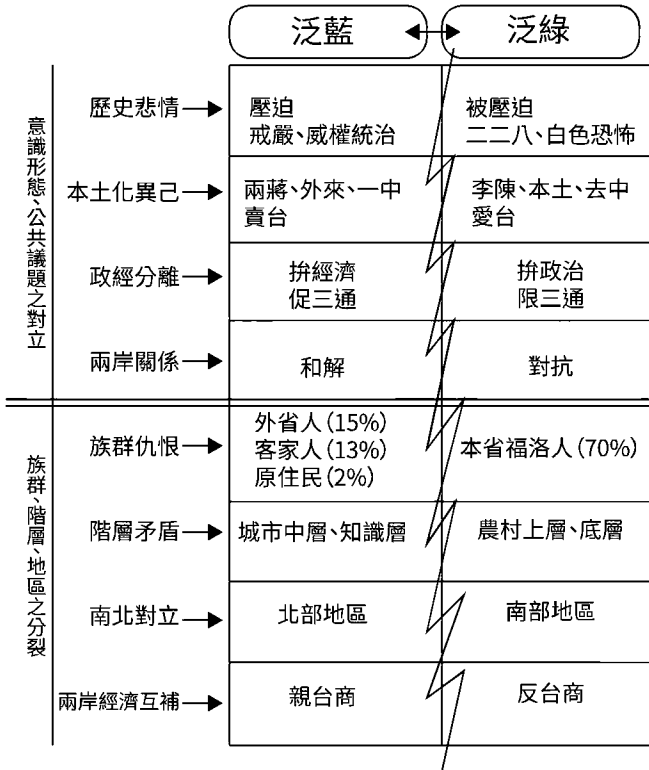 泛藍 泛綠
意識形態、公共議題之對立
歷史悲情
壓迫
戒嚴、威權統治
被壓迫
二二八、白色恐怖
本土化異己
兩蔣、外來、一中
賣台
李陳、本土、去中
愛台
政經分離
拚經濟
促三通
拚政治
限三通
兩岸關係
和解
對抗
族群、階層、地區之分裂
族群仇恨
外省人(15%)
客家人(13%)
原住民(2%)
本省福洛人(70%)
階層矛盾
城市中層、知識層
農村上層、底層
南北對立
北部地區
南部地區
兩岸經濟互補
親台商
反台商